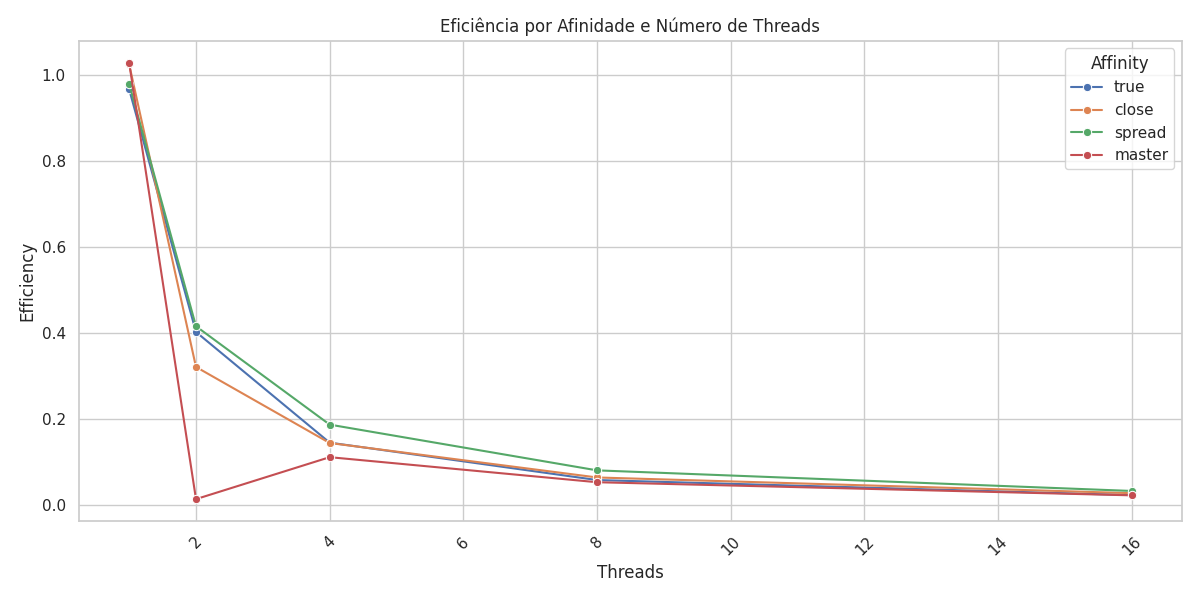 Eficiência por Afinidade e Número de Threads
Affinity
true
close
spread
master
Efficiency
1.0
0.8
0.6
0.4
0.2
0.0
2
4
6
8
10
12
14
16
Threads